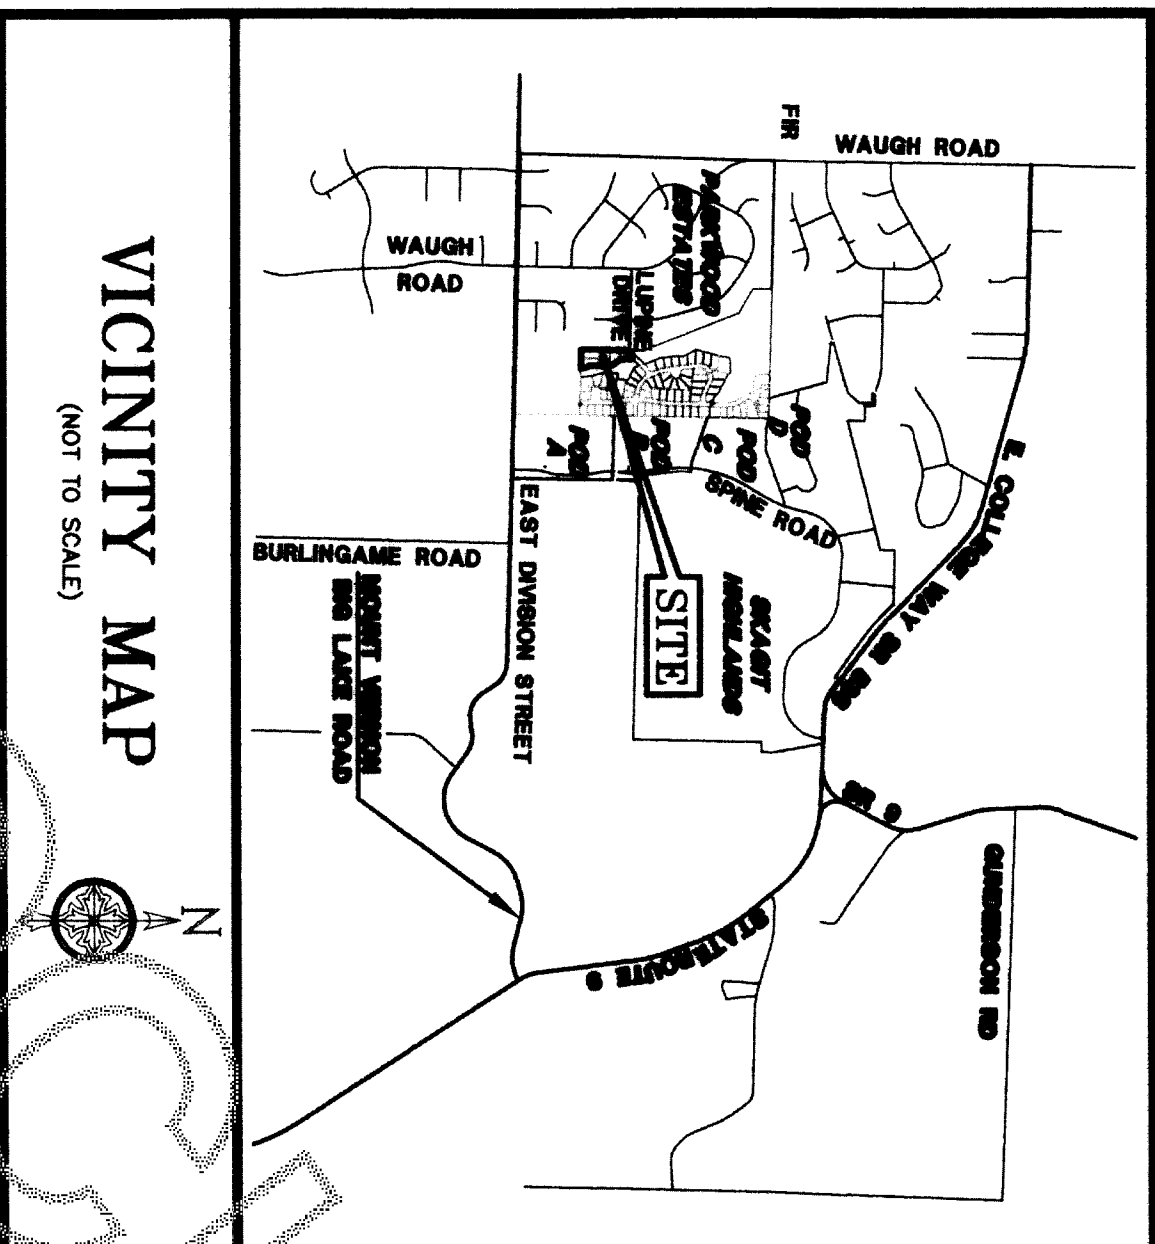 WAUGH ROAD
FIR
PARKWOOD
ESTATES
WAUGH
ROAD
LUPINE
DRIVE
POD
D
POD
C
POD
B
POD
A
SPINE ROAD
E. COLLEGE WAY SR 538
EAST DIVISION STREET
BURLINGAME ROAD
SKAGIT
HIGHLANDS
SITE
MOUNT VERNON
BIG LAKE ROAD
SR 9
GUNDERSON RD
STATE ROUTE 9
VICINITY MAP
(NOT TO SCALE)
N